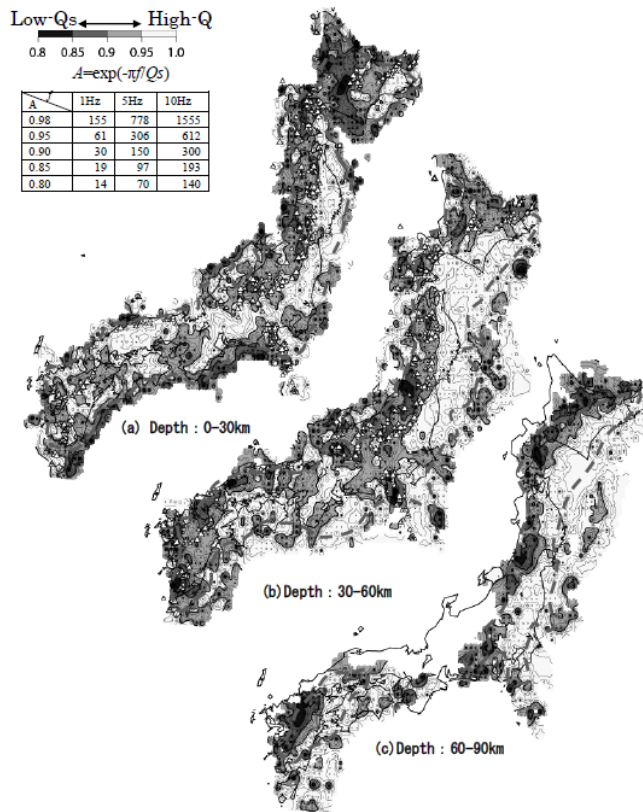 Low-Qs High-Q
0.8 0.85 0.9 0.95 1.0
A=exp(-πf/Qs)
A f 1Hz 5Hz 10Hz
0.98 155 778 1555
0.95 61 306 612
0.90 30 150 300
0.85 19 97 193
0.80 14 70 140
(a) Depth : 0-30km
(b)Depth : 30-60km
(c)Depth : 60-90km